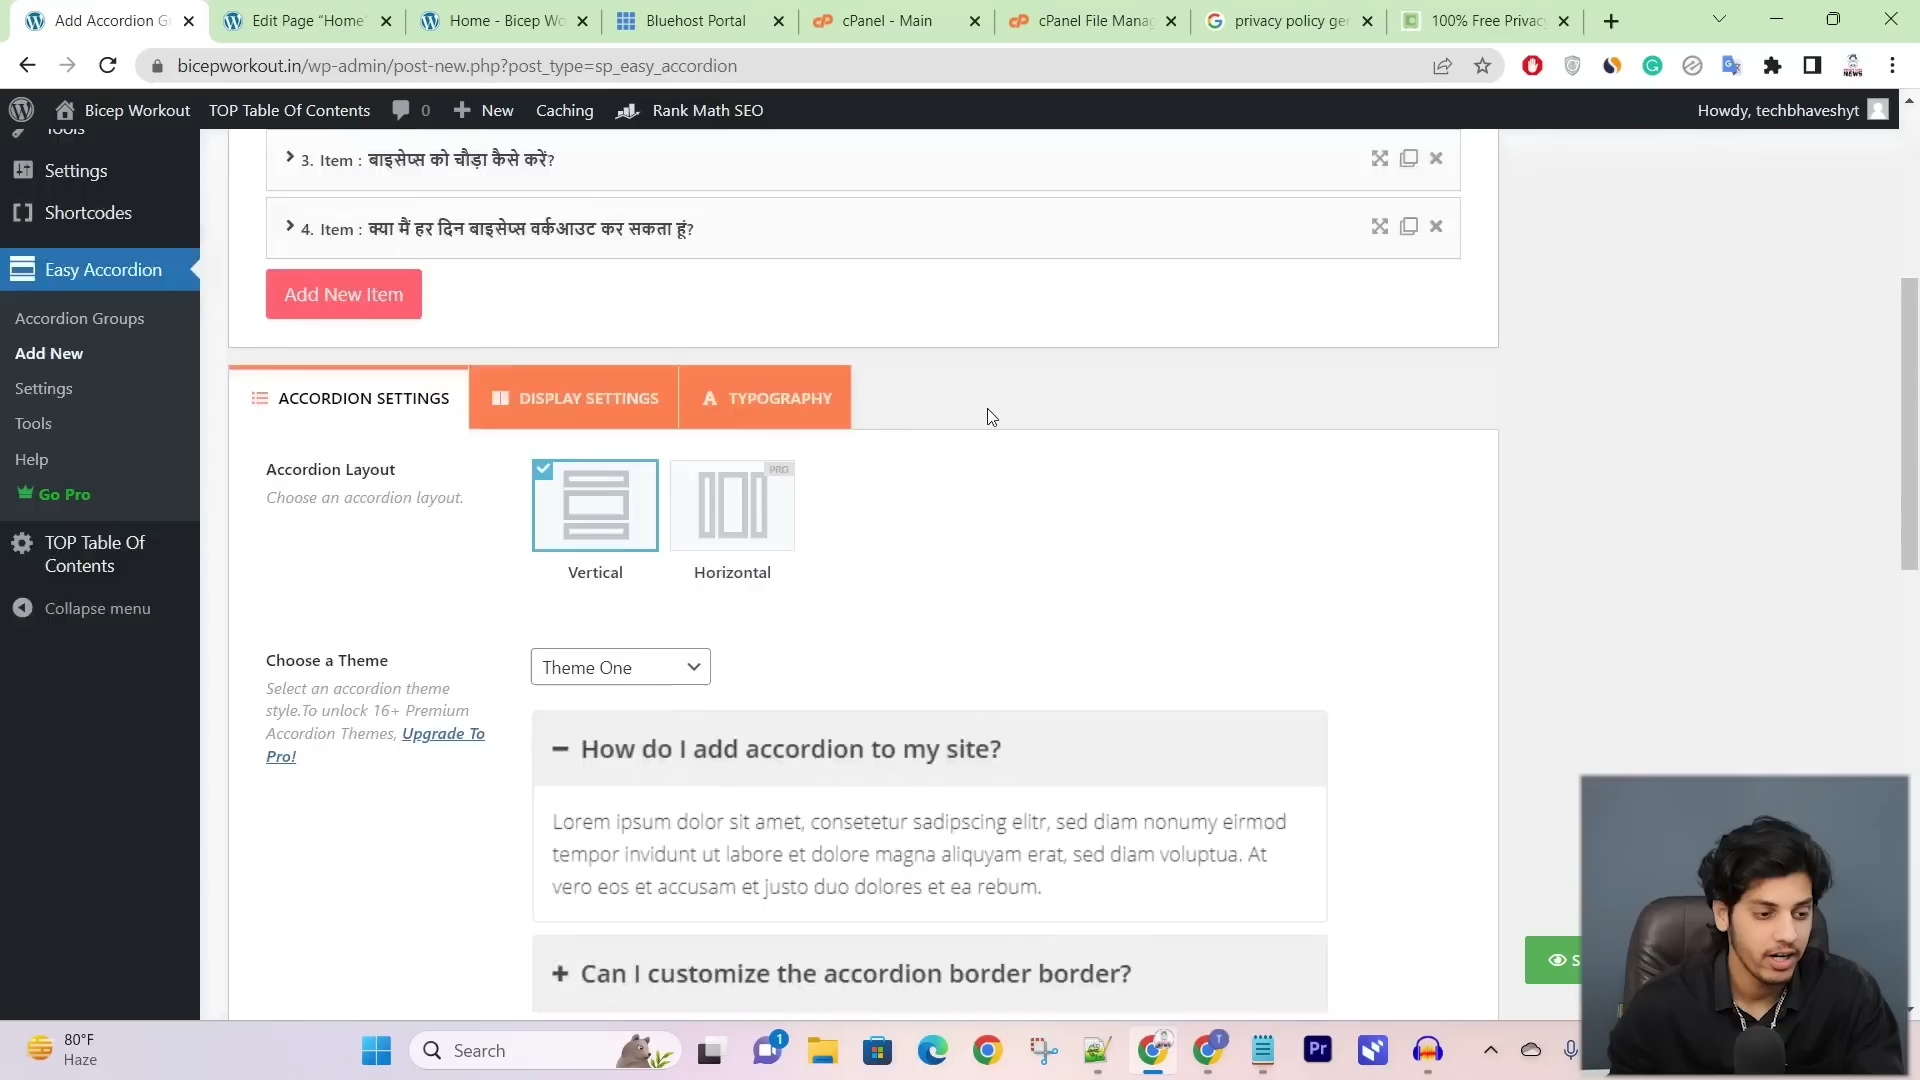 Add Accordion G
Edit Page “Home”
Home - Bicep Wo
Bluehost Portal
cPanel - Main
cPanel File Manag
privacy policy ger
100% Free Privac
bicepworkout.in/wp-admin/post-new.php?post_type=sp_easy_accordion
Bicep Workout
TOP Table Of Contents
0
New
Caching
Rank Math SEO
Howdy, techbhaveshyt
Tools
Settings
Shortcodes
Easy Accordion
Accordion Groups
Add New
Settings
Tools
Help
Go Pro
TOP Table Of
Contents
Collapse menu
3. Item : बाइसेप्स को चौड़ा कैसे करें?
4. Item : क्या मैं हर दिन बाइसेप्स वर्कआउट कर सकता हूं?
Add New Item
ACCORDION SETTINGS
DISPLAY SETTINGS
TYPOGRAPHY
Accordion Layout
Choose an accordion layout.
PRO
Vertical
Horizontal
Choose a Theme
Select an accordion theme
style.To unlock 16+ Premium
Accordion Themes, Upgrade To
Pro!
Theme One
How do I add accordion to my site?
Lorem ipsum dolor sit amet, consetetur sadipscing elitr, sed diam nonumy eirmod
tempor invidunt ut labore et dolore magna aliquyam erat, sed diam voluptua. At
vero eos et accusam et justo duo dolores et ea rebum.
Can I customize the accordion border border?
S
80°F
Haze
Search
1
T
Pr